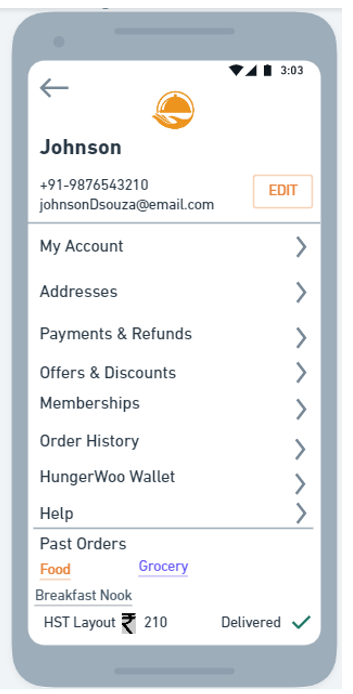 3:03
Johnson
+91-9876543210
johnsonDsouza@email.com
EDIT
My Account
Addresses
Payments & Refunds
Offers & Discounts
Memberships
Order History
HungerWoo Wallet
Help
Past Orders
Food Grocery
Breakfast Nook
HST Layout ₹ 210 Delivered